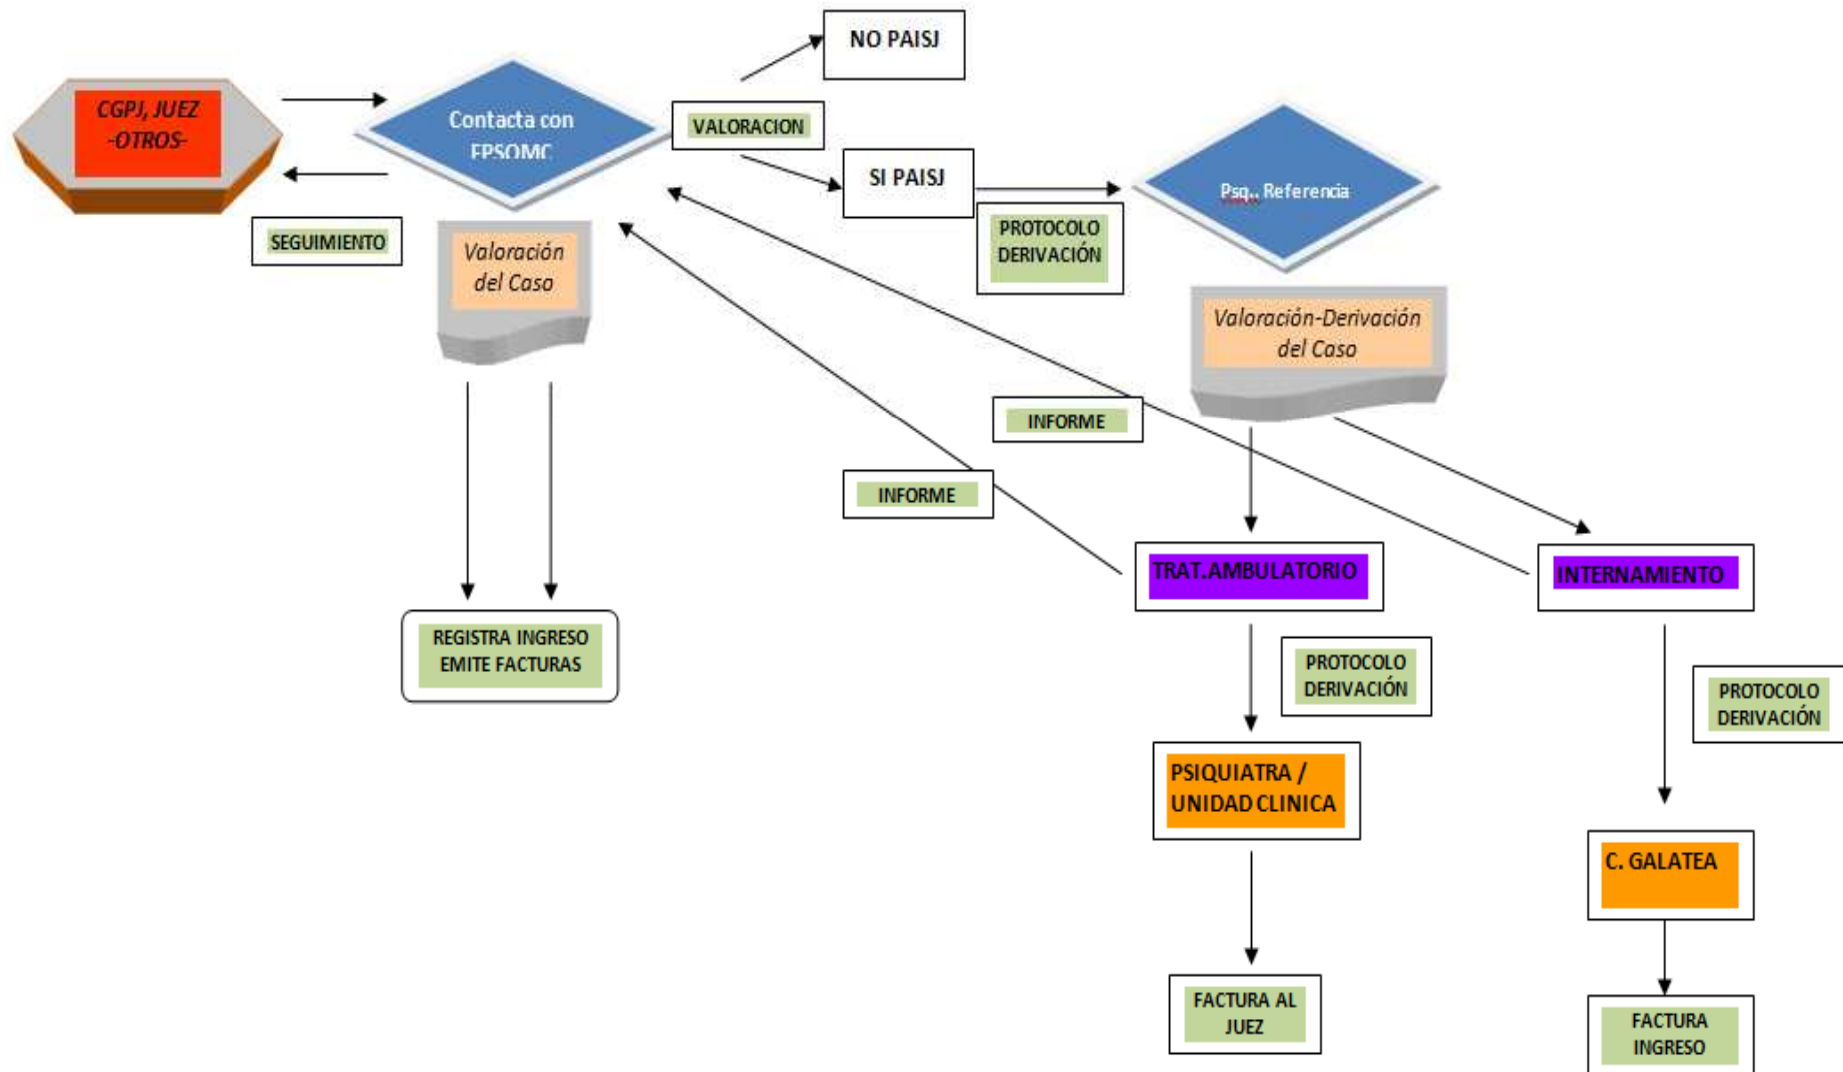 NO PAISJ
CGPJ, JUEZ
-OTROS-
Contacta con
FPSOMC
VALORACION
SI PAISJ
Psq.. Referencia
SEGUIMIENTO
PROTOCOLO
DERIVACIÓN
Valoración
del Caso
Valoración-Derivación
del Caso
INFORME
INFORME
TRAT.AMBULATORIO
INTERNAMIENTO
REGISTRA INGRESO
EMITE FACTURAS
PROTOCOLO
DERIVACIÓN
PROTOCOLO
DERIVACIÓN
PSIQUIATRA /
UNIDAD CLINICA
C. GALATEA
FACTURA AL
JUEZ
FACTURA
INGRESO